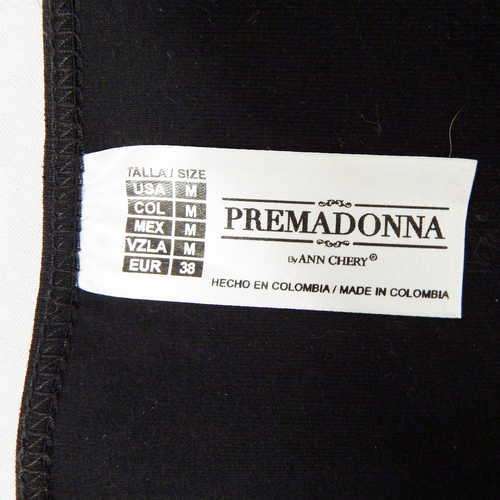 TALLA / SIZE
USA M
COL M
MEX M
VZLA M
EUR 38
PREMADONNA
By ANN CHERY®
HECHO EN COLOMBIA / MADE IN COLOMBIA